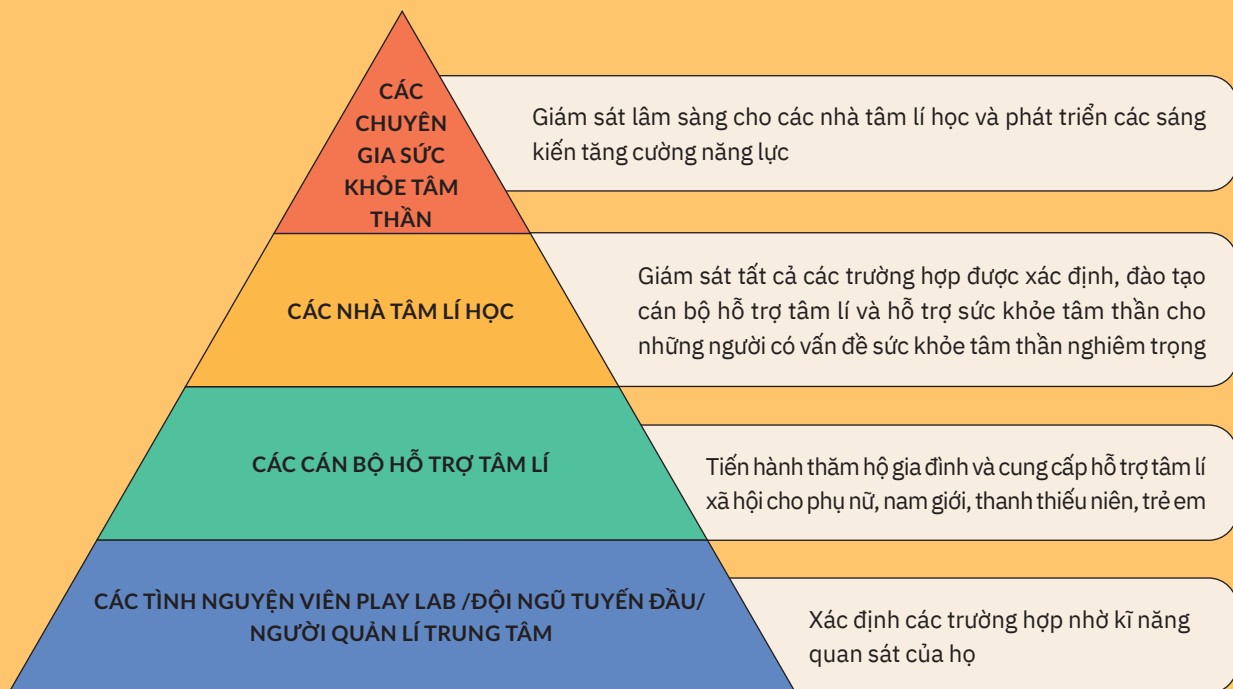 CÁC
CHUYÊN
GIA SỨC
KHỎE TÂM
THẦN
Giám sát lâm sàng cho các nhà tâm lí học và phát triển các sáng
kiến tăng cường năng lực
CÁC NHÀ TÂM LÍ HỌC
Giám sát tất cả các trường hợp được xác định, đào tạo
cán bộ hỗ trợ tâm lí và hỗ trợ sức khỏe tâm thần cho
những người có vấn đề sức khỏe tâm thần nghiêm trọng
CÁC CÁN BỘ HỖ TRỢ TÂM LÍ
Tiến hành thăm hộ gia đình và cung cấp hỗ trợ tâm lí
xã hội cho phụ nữ, nam giới, thanh thiếu niên, trẻ em
CÁC TÌNH NGUYỆN VIÊN PLAY LAB /ĐỘI NGŨ TUYẾN ĐẦU/
NGƯỜI QUẢN LÍ TRUNG TÂM
Xác định các trường hợp nhờ kĩ năng
quan sát của họ